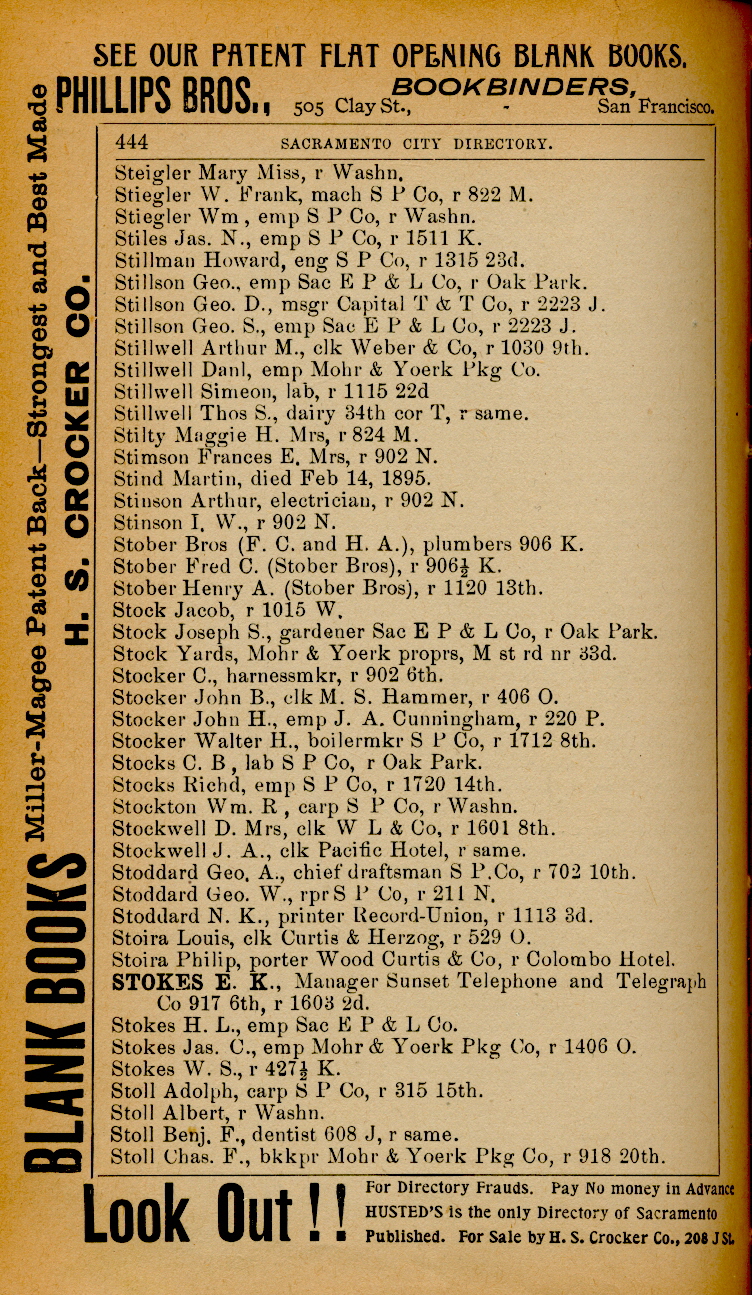 SEE OUR PATENT FLAT OPENING BLANK BOOKS.
PHILLIPS BROS., BOOKBINDERS,
505 Clay St., - San Francisco.
BLANK BOOKS Miller-Magee Patent Back—Strongest and Best Made
H. S. CROCKER CO.
444 SACRAMENTO CITY DIRECTORY.
Steigler Mary Miss, r Washn.
Stiegler W. Frank, mach S P Co, r 822 M.
Stiegler Wm, emp S P Co, r Washn.
Stiles Jas. N., emp S P Co, r 1511 K.
Stillman Howard, eng S P Co, r 1315 23d.
Stillson Geo., emp Sac E P & L Co, r Oak Park.
Stillson Geo. D., msgr Capital T & T Co, r 2223 J.
Stillson Geo. S., emp Sac E P & L Co, r 2223 J.
Stillwell Arthur M., clk Weber & Co, r 1030 9th.
Stillwell Danl, emp Mohr & Yoerk Pkg Co.
Stillwell Simeon, lab, r 1115 22d
Stillwell Thos S., dairy 34th cor T, r same.
Stilty Maggie H. Mrs, r 824 M.
Stimson Frances E. Mrs, r 902 N.
Stind Martin, died Feb 14, 1895.
Stinson Arthur, electrician, r 902 N.
Stinson I. W., r 902 N.
Stober Bros (F. C. and H. A.), plumbers 906 K.
Stober Fred C. (Stober Bros), r 906½ K.
Stober Henry A. (Stober Bros), r 1120 13th.
Stock Jacob, r 1015 W.
Stock Joseph S., gardener Sac E P & L Co, r Oak Park.
Stock Yards, Mohr & Yoerk proprs, M st rd nr 33d.
Stocker C., harnessmkr, r 902 6th.
Stocker John B., clk M. S. Hammer, r 406 O.
Stocker John H., emp J. A. Cunningham, r 220 P.
Stocker Walter H., boilermkr S P Co, r 1712 8th.
Stocks C. B, lab S P Co, r Oak Park.
Stocks Richd, emp S P Co, r 1720 14th.
Stockton Wm. R, carp S P Co, r Washn.
Stockwell D. Mrs, clk W L & Co, r 1601 8th.
Stockwell J. A., clk Pacific Hotel, r same.
Stoddard Geo. A., chief draftsman S P.Co, r 702 10th.
Stoddard Geo. W., rpr S P Co, r 211 N.
Stoddard N. K., printer Record-Union, r 1113 3d.
Stoira Louis, clk Curtis & Herzog, r 529 O.
Stoira Philip, porter Wood Curtis & Co, r Colombo Hotel.
STOKES E. K., Manager Sunset Telephone and Telegraph
Co 917 6th, r 1603 2d.
Stokes H. L., emp Sac E P & L Co.
Stokes Jas. C., emp Mohr & Yoerk Pkg Co, r 1406 O.
Stokes W. S., r 427½ K.
Stoll Adolph, carp S P Co, r 315 15th.
Stoll Albert, r Washn.
Stoll Benj. F., dentist 608 J, r same.
Stoll Chas. F., bkkpr Mohr & Yoerk Pkg Co, r 918 20th.
Look Out!! For Directory Frauds. Pay No money in Advance
HUSTED'S is the only Directory of Sacramento
Published. For Sale by H. S. Crocker Co., 208 J St.